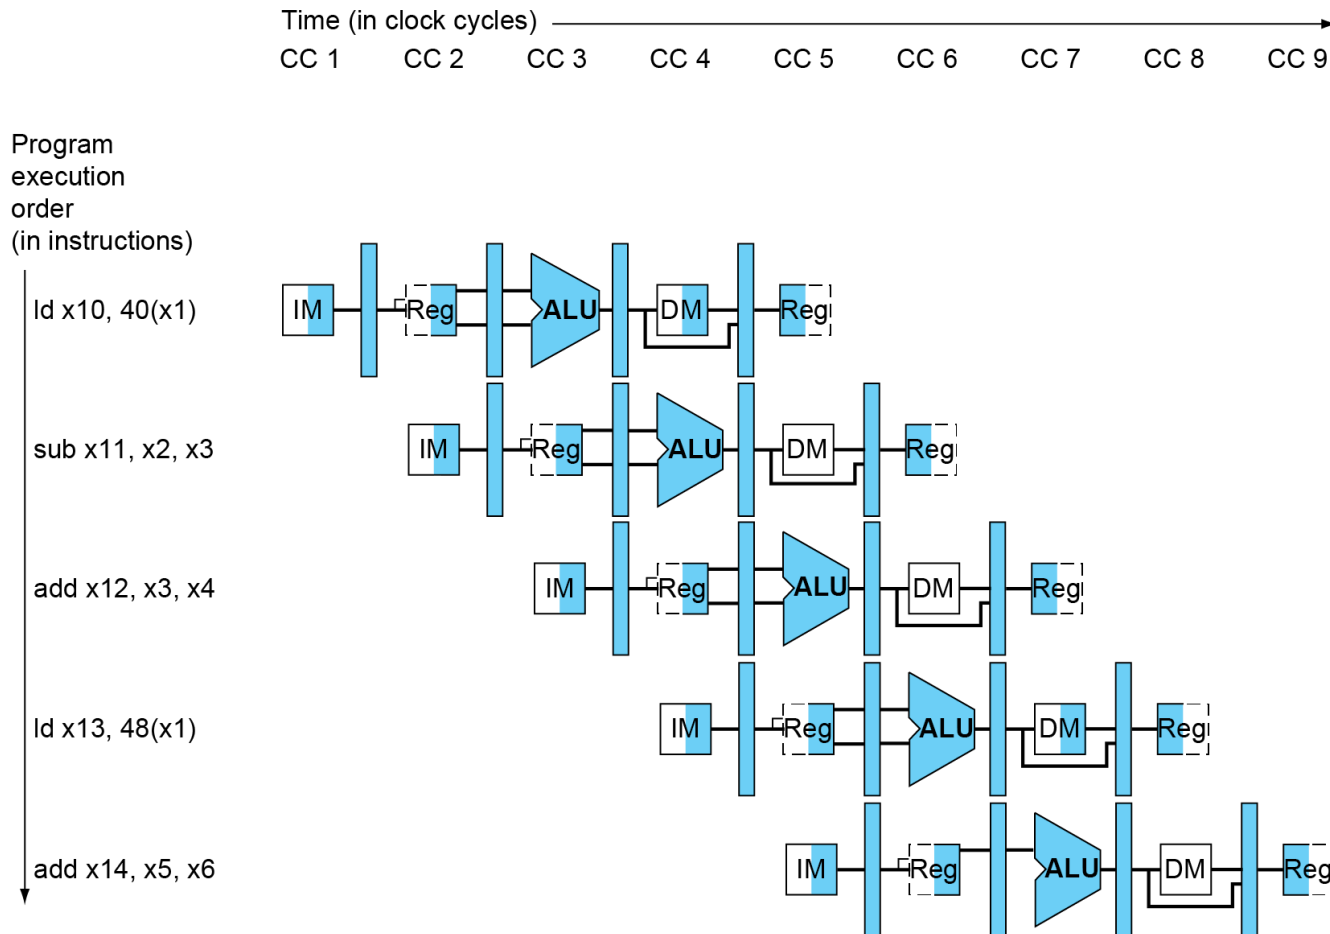 Time (in clock cycles)
CC 1 CC 2 CC 3 CC 4 CC 5 CC 6 CC 7 CC 8 CC 9
Program
execution
order
(in instructions)
ld x10, 40(x1) IM Reg ALU DM Reg
sub x11, x2, x3 IM Reg ALU DM Reg
add x12, x3, x4 IM Reg ALU DM Reg
ld x13, 48(x1) IM Reg ALU DM Reg
add x14, x5, x6 IM Reg ALU DM Reg